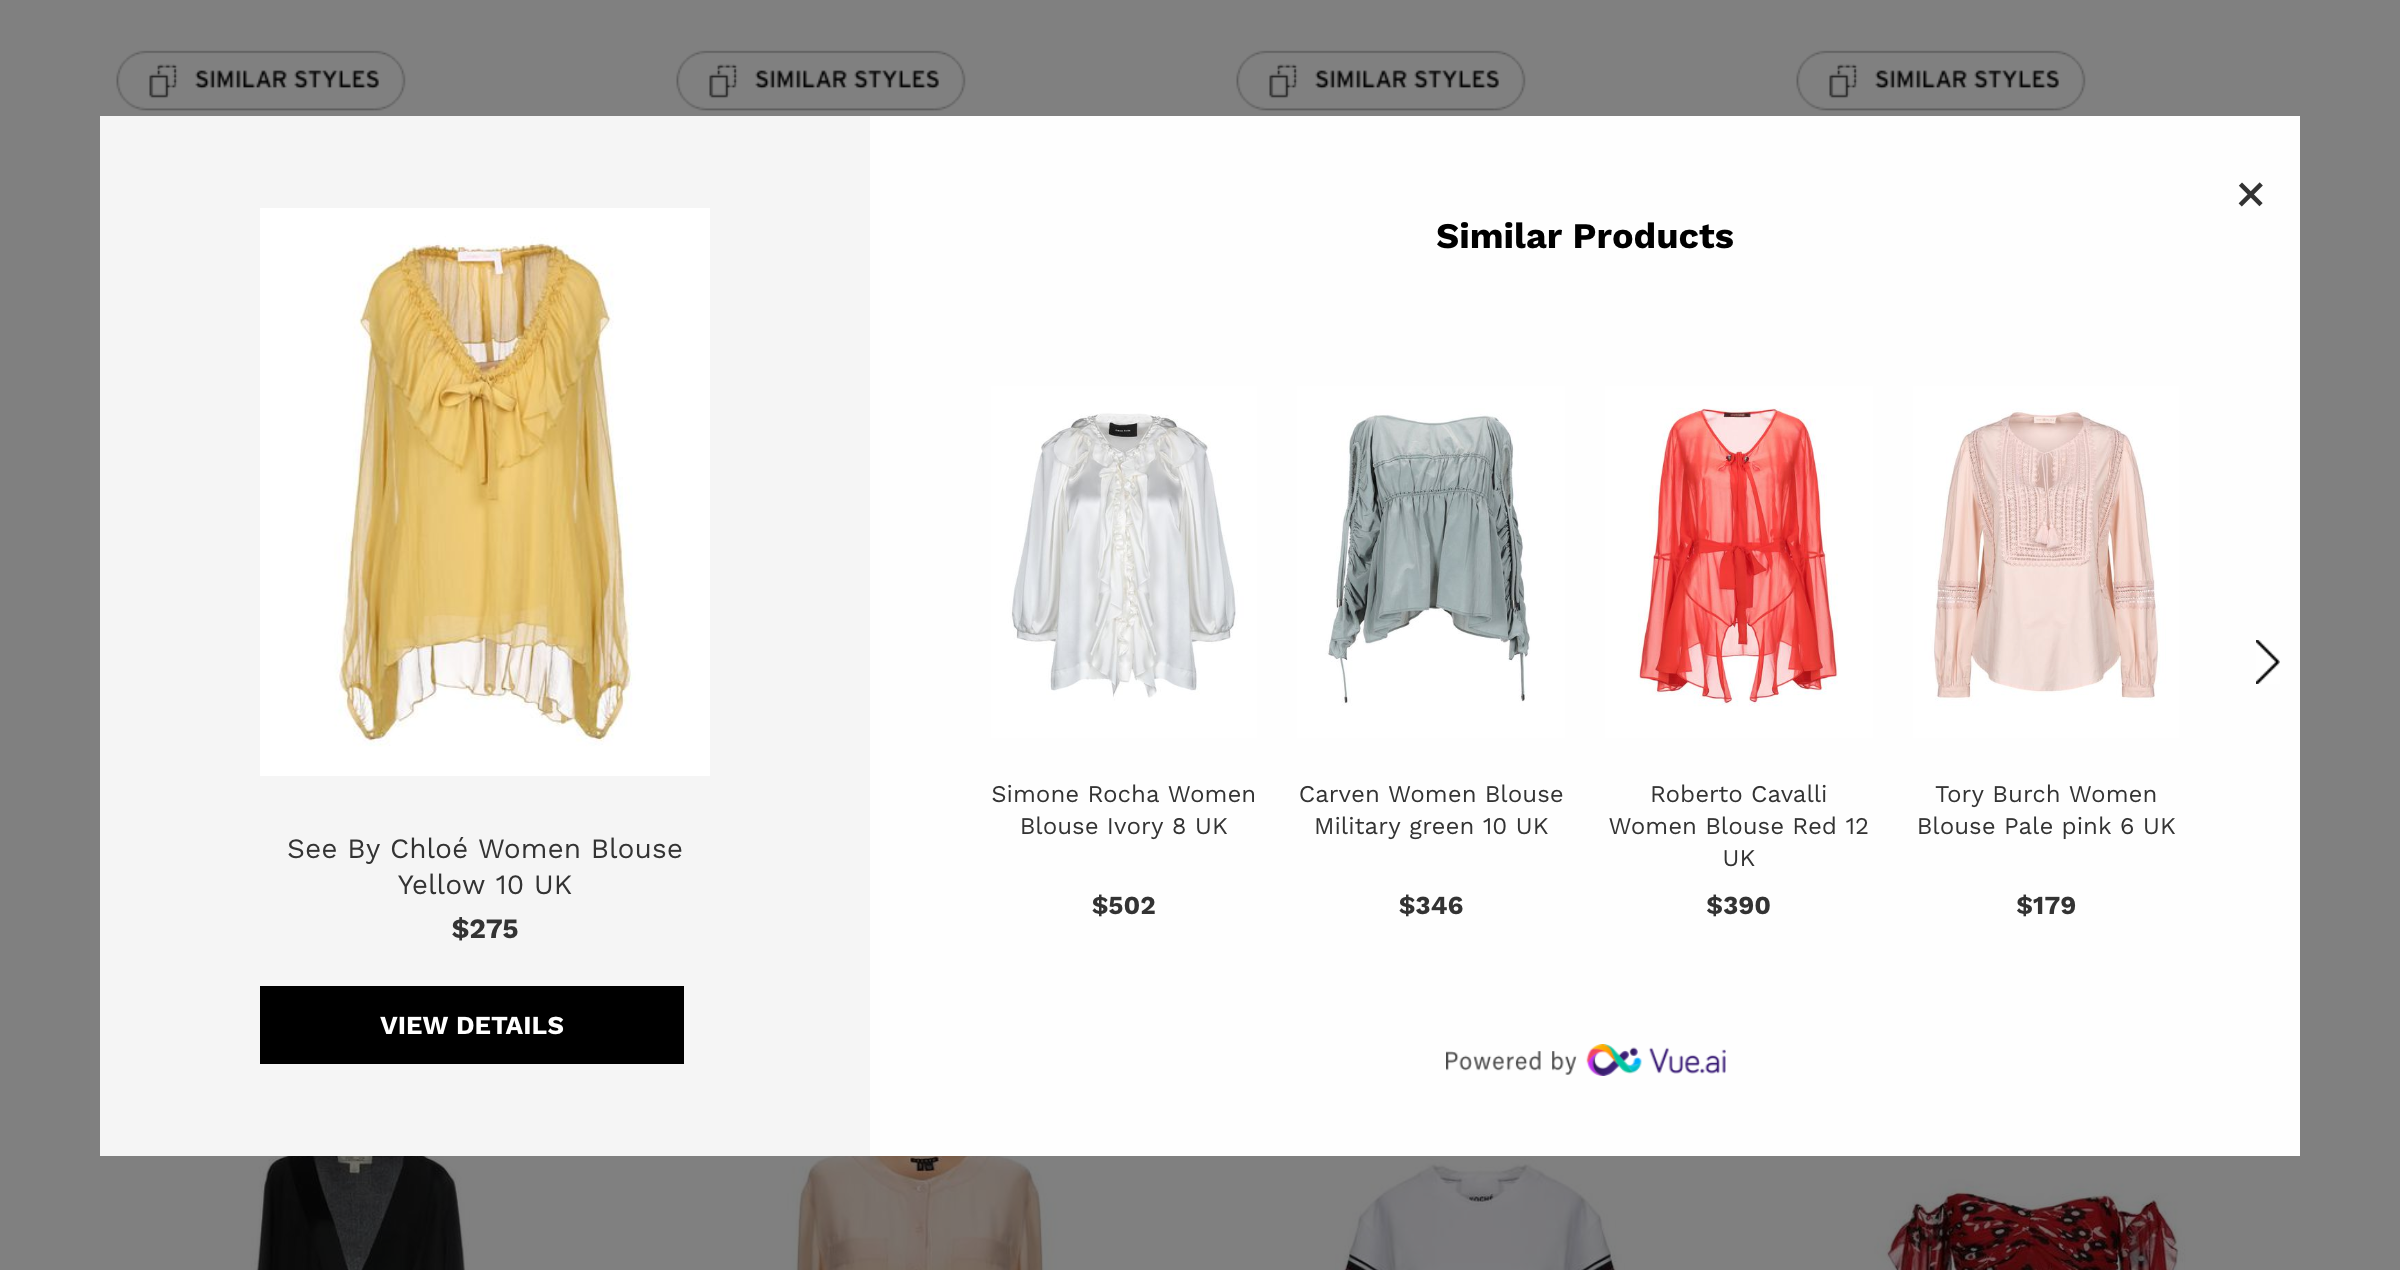 SIMILAR STYLES
SIMILAR STYLES
SIMILAR STYLES
SIMILAR STYLES
Similar Products
See By Chloé Women Blouse
Yellow 10 UK
$275
VIEW DETAILS
Simone Rocha Women
Blouse Ivory 8 UK
$502
Carven Women Blouse
Military green 10 UK
$346
Roberto Cavalli
Women Blouse Red 12
UK
$390
Tory Burch Women
Blouse Pale pink 6 UK
$179
Powered by Vue.ai